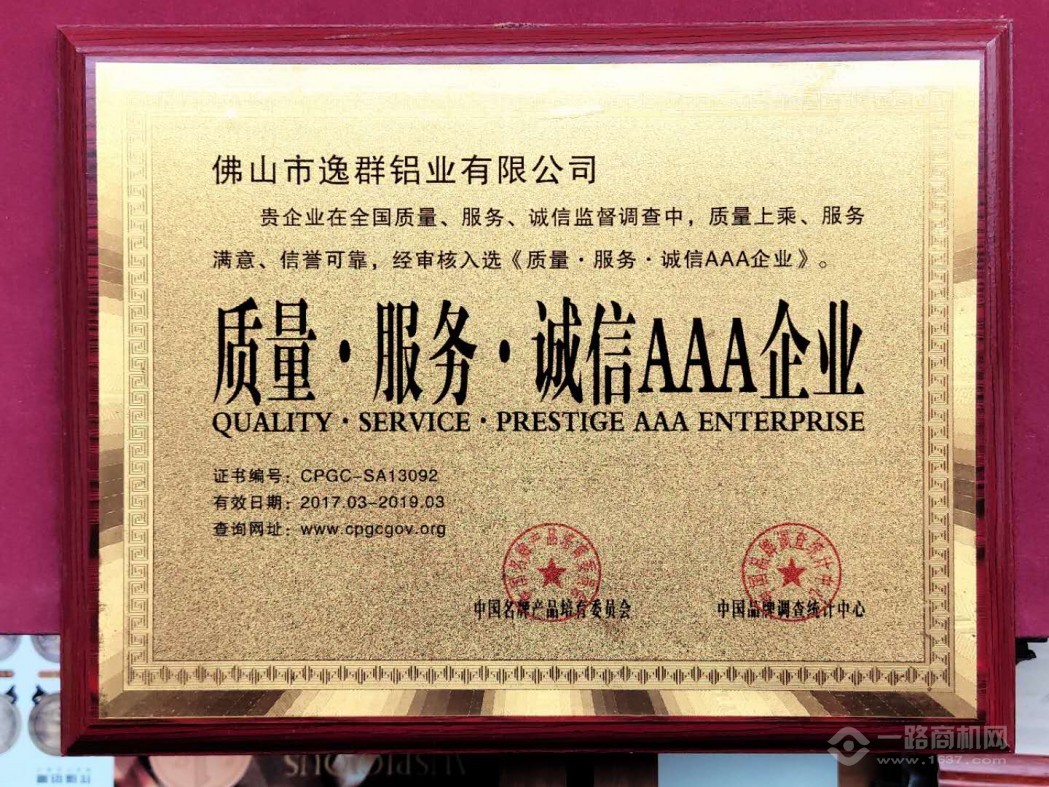 佛山市逸群铝业有限公司
贵企业在全国质量、服务、诚信监督调查中，质量上乘、服务
满意、信誉可靠，经审核入选《质量·服务·诚信AAA企业》。
质量·服务·诚信AAA企业
QUALITY·SERVICE·PRESTIGE AAA ENTERPRISE
证书编号：CPGC-SA13092
有效日期：2017.03-2019.03
查询网址：www.cpgcgov.org
中国名牌产品培育委员会
中国品牌调查统计中心
一路商机网
www.1637.com
AUSPICIOUS